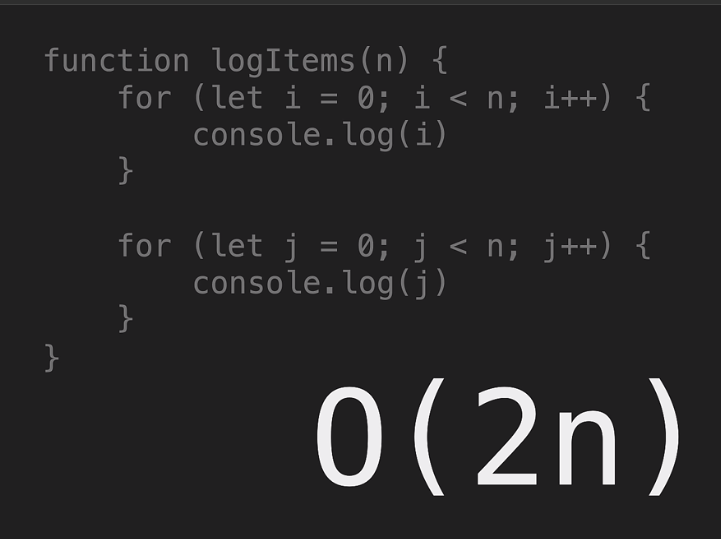 function logItems(n) {
    for (let i = 0; i < n; i++) {
        console.log(i)
    }

    for (let j = 0; j < n; j++) {
        console.log(j)
    }
}
O(2n)